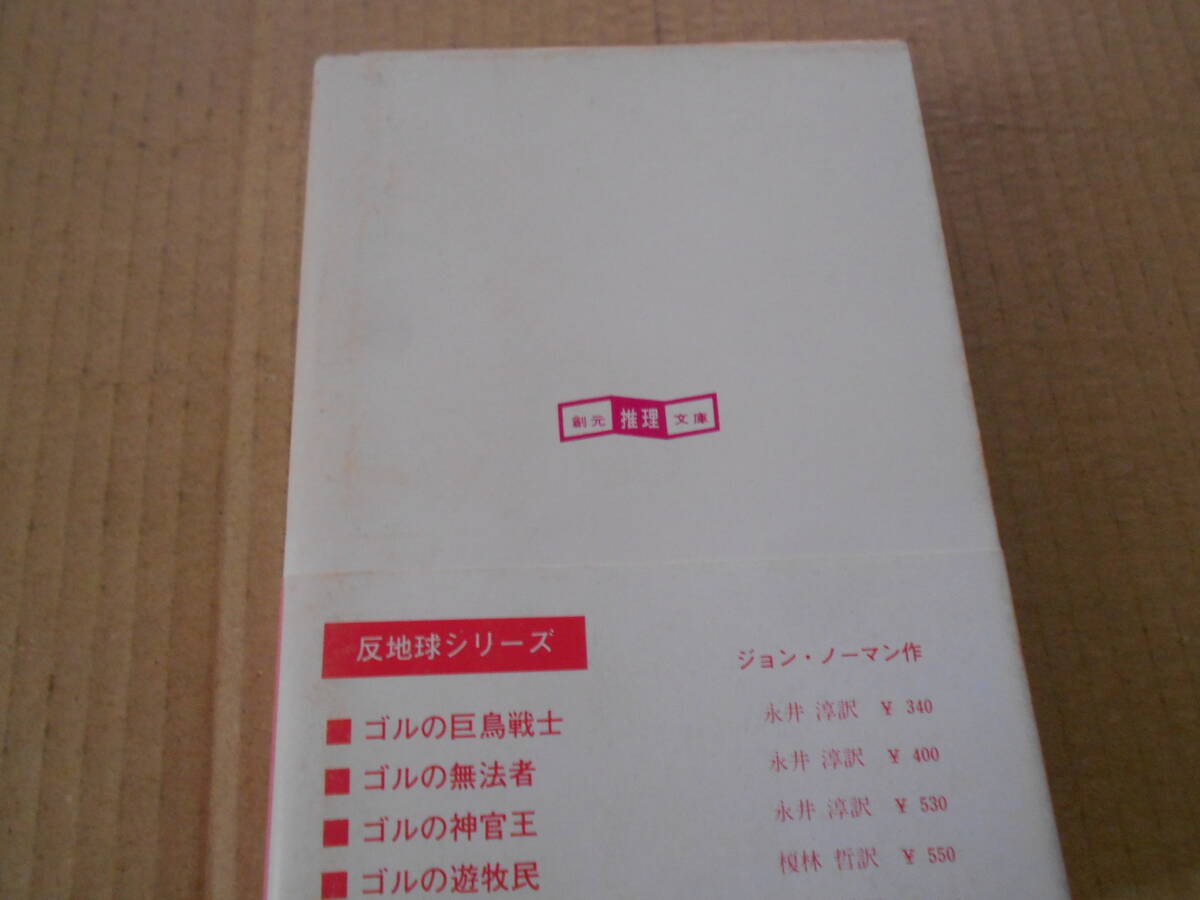 創元推理文庫
反地球シリーズ
ジョン・ノーマン作
■ ゴルの巨鳥戦士 永井 淳訳 ¥ 340
■ ゴルの無法者 永井 淳訳 ¥ 400
■ ゴルの神官王 永井 淳訳 ¥ 530
■ ゴルの遊牧民 榎林 哲訳 ¥ 550